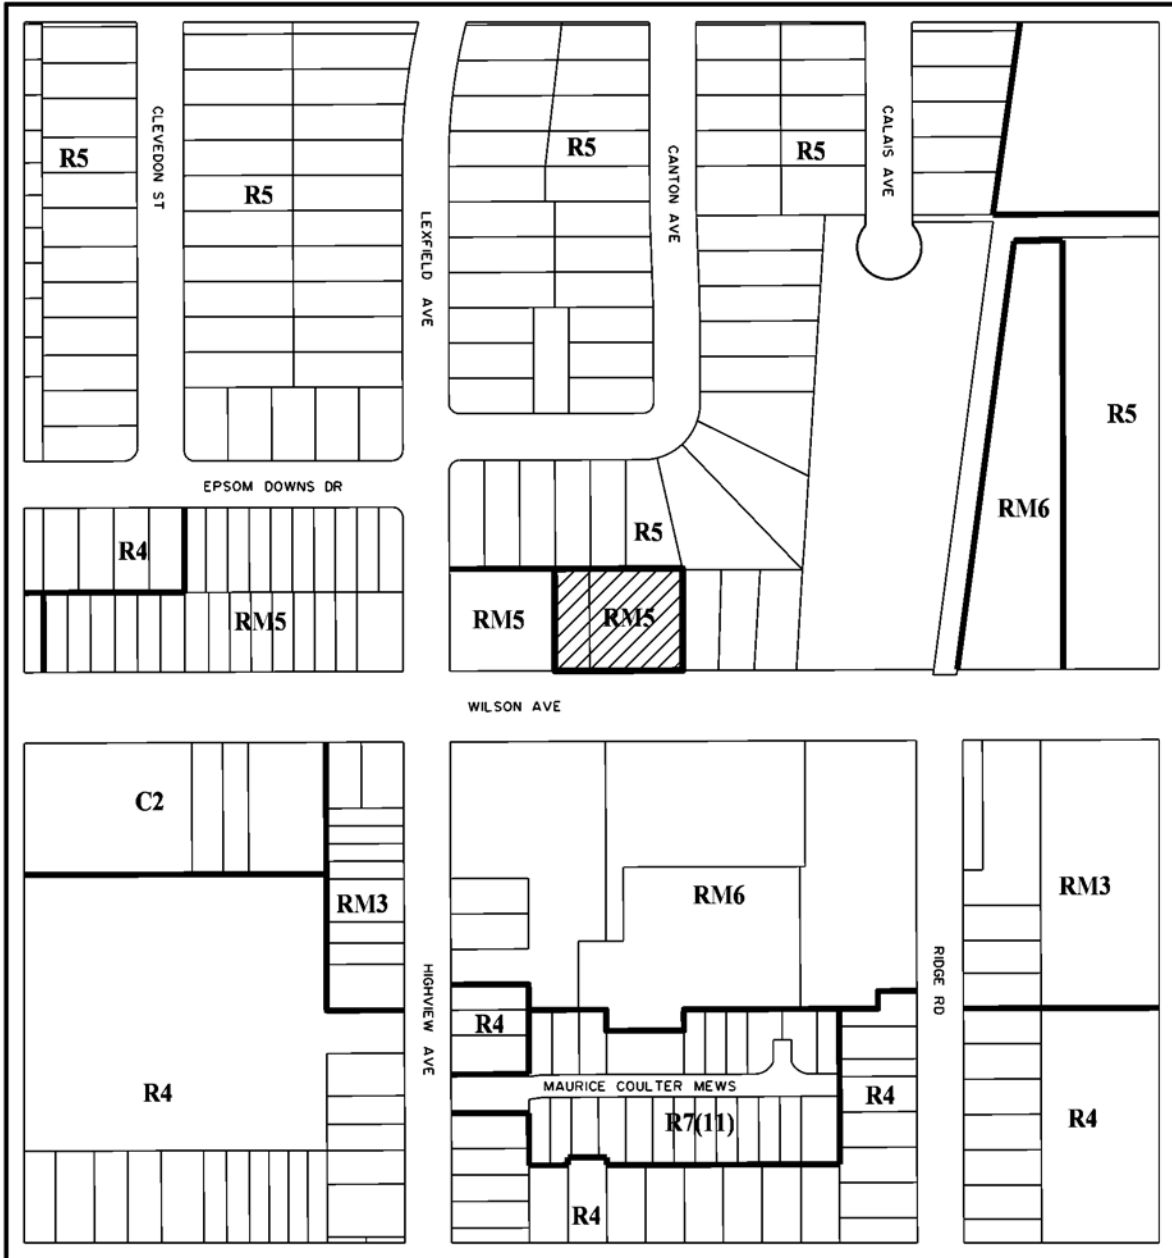 R5
CLEVEDON ST
R5
LEXFIELD AVE
R5
CANTON AVE
R5
CALAIS AVE
R5
RM6
EPSOM DOWNS DR
R4
RM5
R5
RM5
RM5
WILSON AVE
C2
RM3
HIGHVIEW AVE
RM6
RIDGE RD
RM3
R4
R4
MAURICE COULTER MEWS
R7(11)
R4
R4
R4